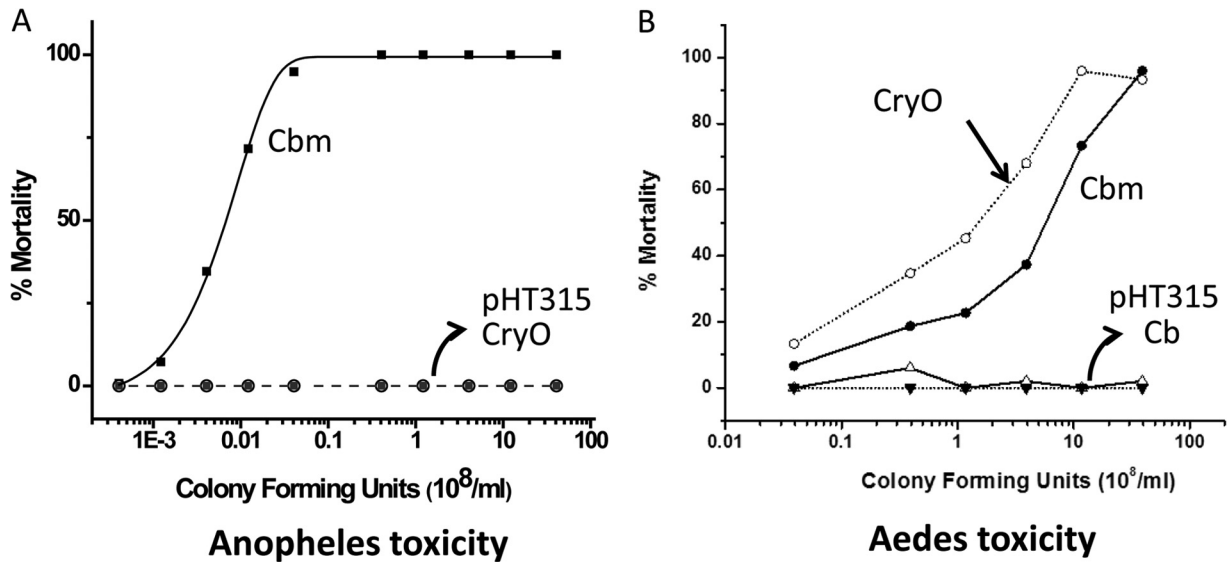 A
% Mortality
100
50
0
Cbm
pHT315
CryO
1E-3 0.01 0.1 1 10 100
Colony Forming Units (10⁸/ml)
Anopheles toxicity
B
% Mortality
100
80
60
40
20
0
CryO
Cbm
pHT315
Cb
0.01 0.1 1 10 100
Colony Forming Units (10⁸/ml)
Aedes toxicity